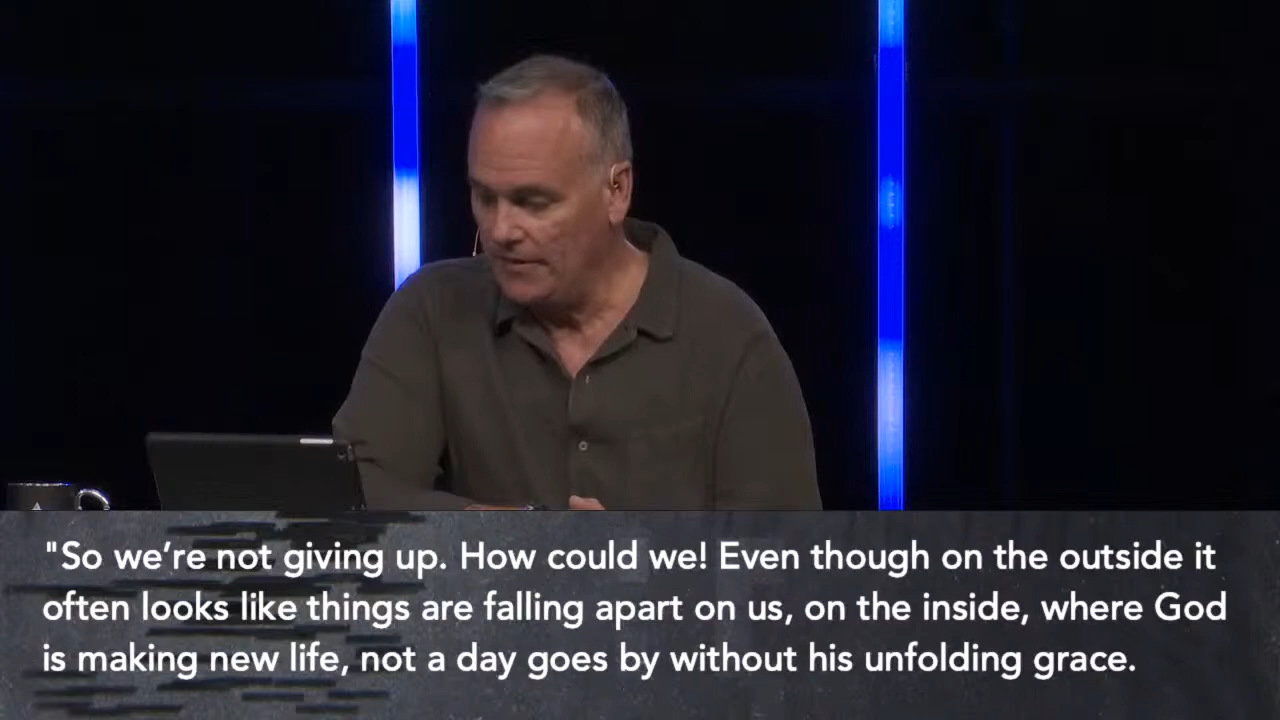 "So we’re not giving up. How could we! Even though on the outside it
often looks like things are falling apart on us, on the inside, where God
is making new life, not a day goes by without his unfolding grace.